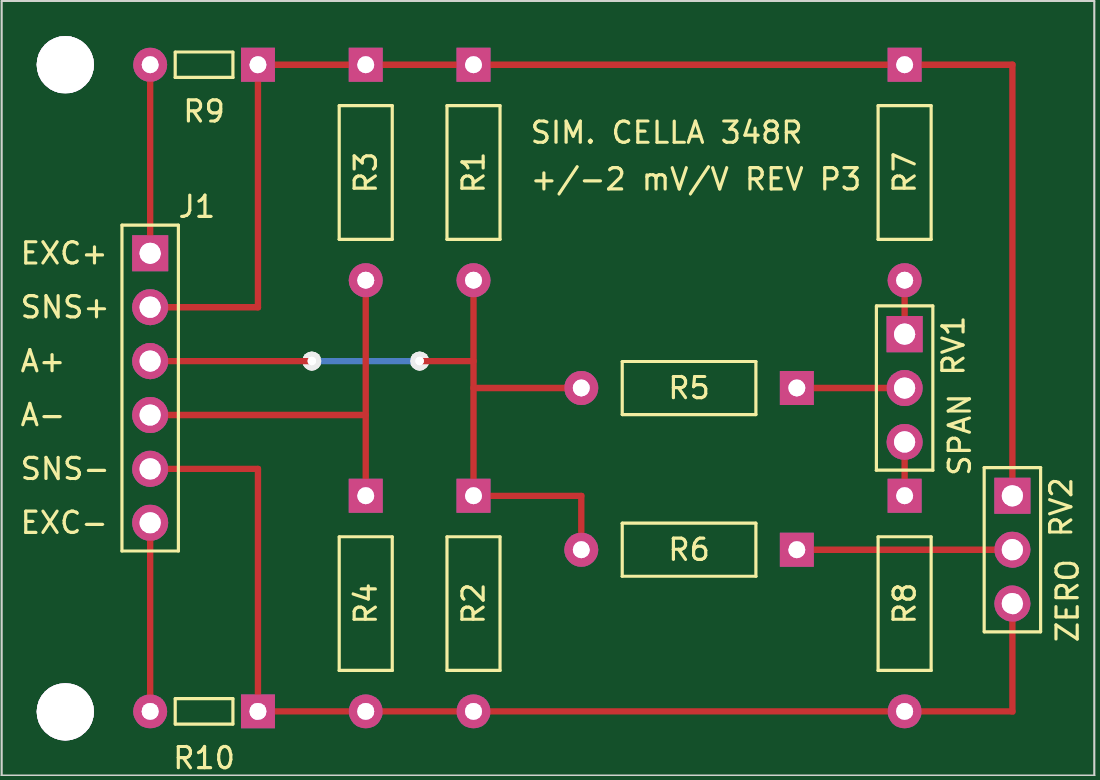 R9
SIM. CELLA 348R
+/-2 mV/V REV P3
R3
R1
R7
J1
EXC+
SNS+
A+
A-
SNS-
EXC-
R5
RV1
SPAN
R6
RV2
ZERO
R4
R2
R8
R10